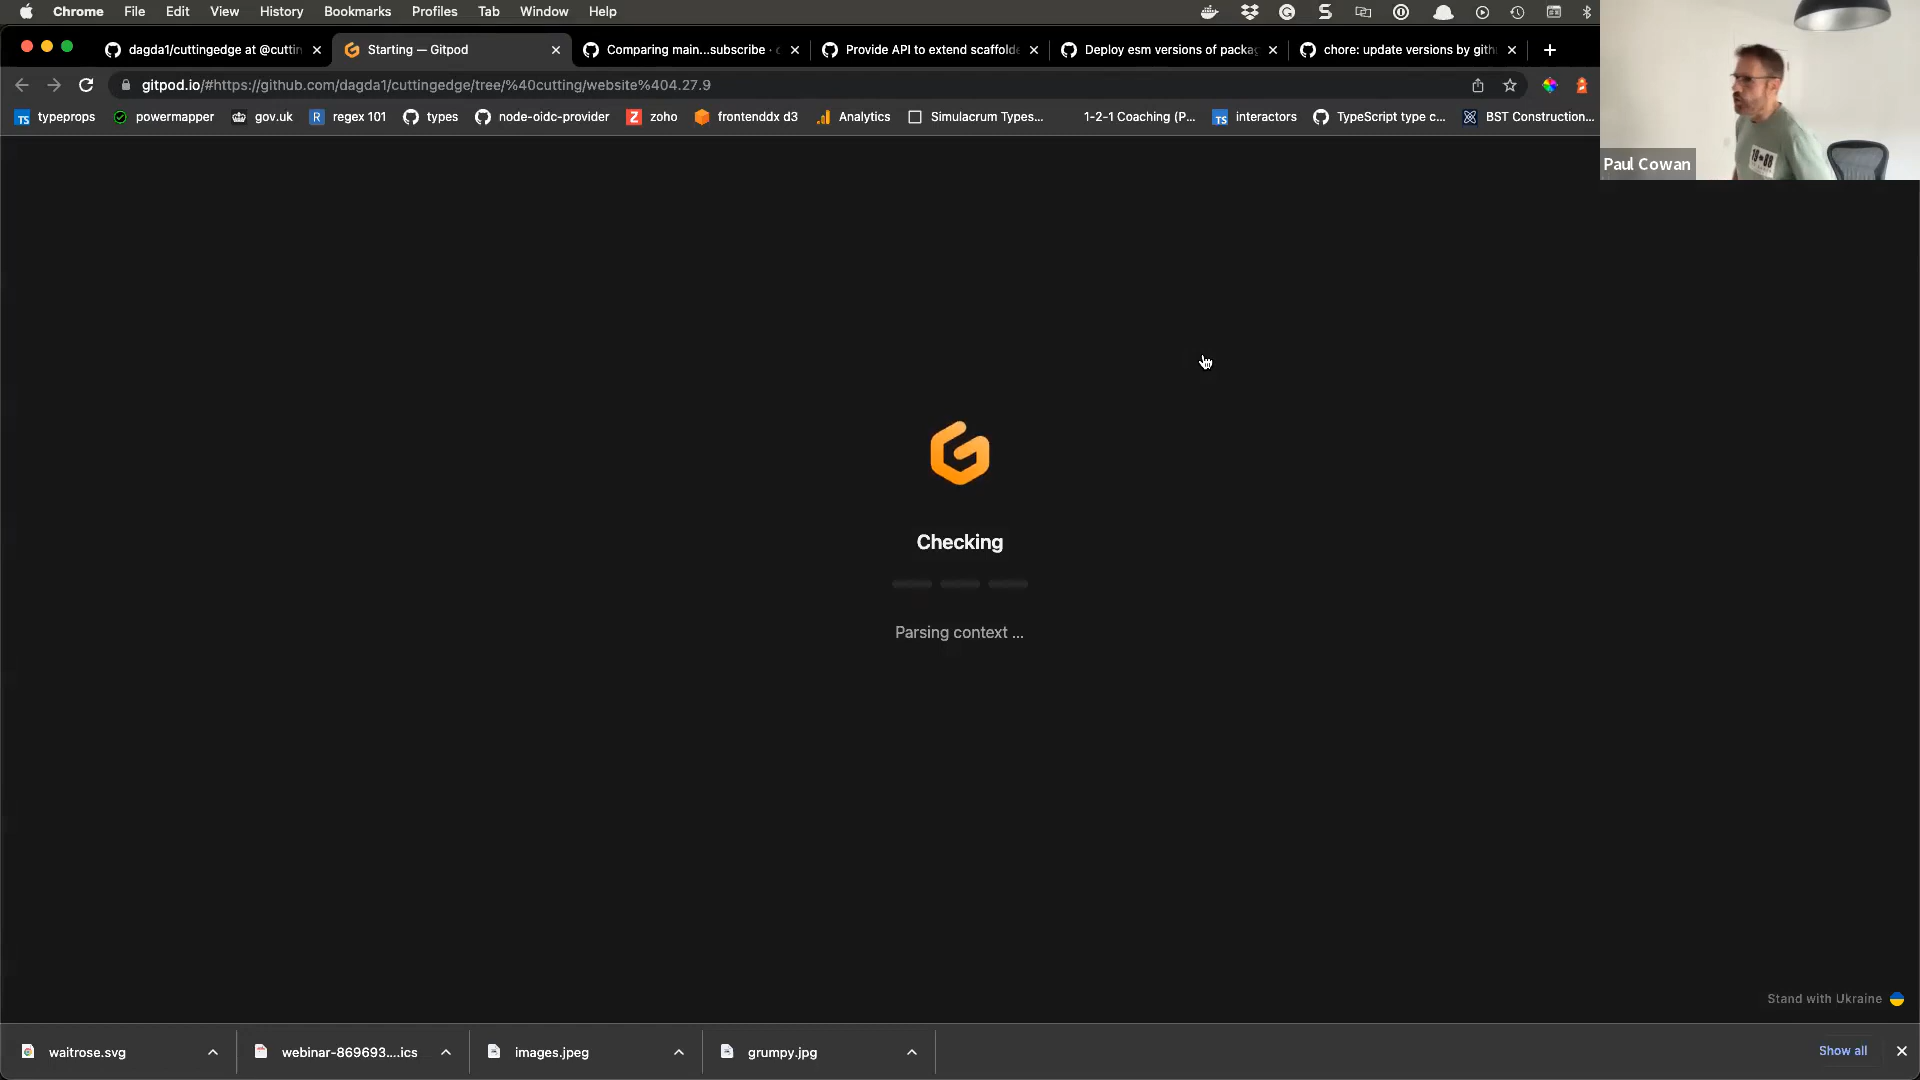 Chrome File Edit View History Bookmarks Profiles Tab Window Help
dagda1/cuttingedge at @cuttin
Starting — Gitpod
Comparing main...subscribe · c
Provide API to extend scaffolde
Deploy esm versions of packag
chore: update versions by gith
gitpod.io/#https://github.com/dagda1/cuttingedge/tree/%40cutting/website%404.27.9
TS typeprops powermapper gov.uk R regex 101 types node-oidc-provider Z zoho frontenddx d3 Analytics Simulacrum Types... 1-2-1 Coaching (P... TS interactors TypeScript type c... BST Construction...
Paul Cowan
Checking
Parsing context ...
Stand with Ukraine
waitrose.svg
webinar-869693....ics
images.jpeg
grumpy.jpg
Show all